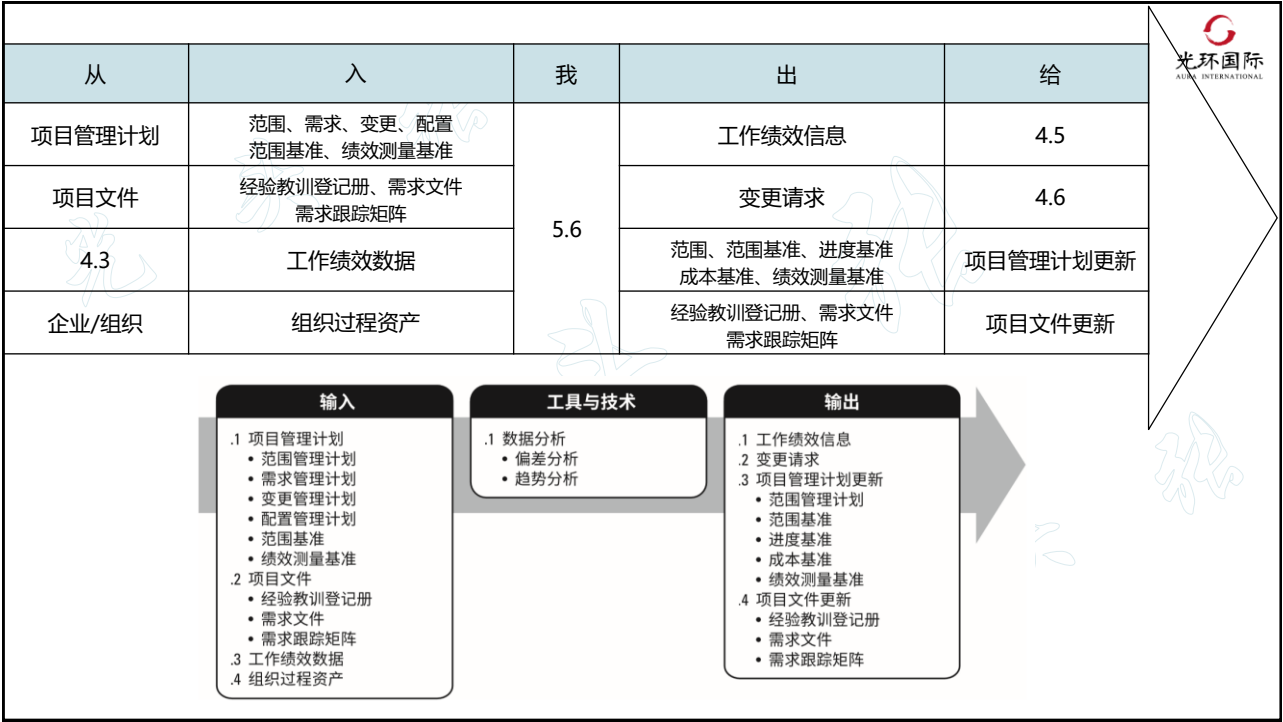 光环国际
AURA INTERNATIONAL
从 入 我 出 给
项目管理计划
范围、需求、变更、配置
范围基准、绩效测量基准
工作绩效信息
4.5
项目文件
经验教训登记册、需求文件
需求跟踪矩阵
5.6
变更请求
4.6
4.3
工作绩效数据
范围、范围基准、进度基准
成本基准、绩效测量基准
项目管理计划更新
企业/组织
组织过程资产
经验教训登记册、需求文件
需求跟踪矩阵
项目文件更新
输入
.1 项目管理计划
• 范围管理计划
• 需求管理计划
• 变更管理计划
• 配置管理计划
• 范围基准
• 绩效测量基准
.2 项目文件
• 经验教训登记册
• 需求文件
• 需求跟踪矩阵
.3 工作绩效数据
.4 组织过程资产
工具与技术
.1 数据分析
• 偏差分析
• 趋势分析
输出
.1 工作绩效信息
.2 变更请求
.3 项目管理计划更新
• 范围管理计划
• 范围基准
• 进度基准
• 成本基准
• 绩效测量基准
.4 项目文件更新
• 经验教训登记册
• 需求文件
• 需求跟踪矩阵